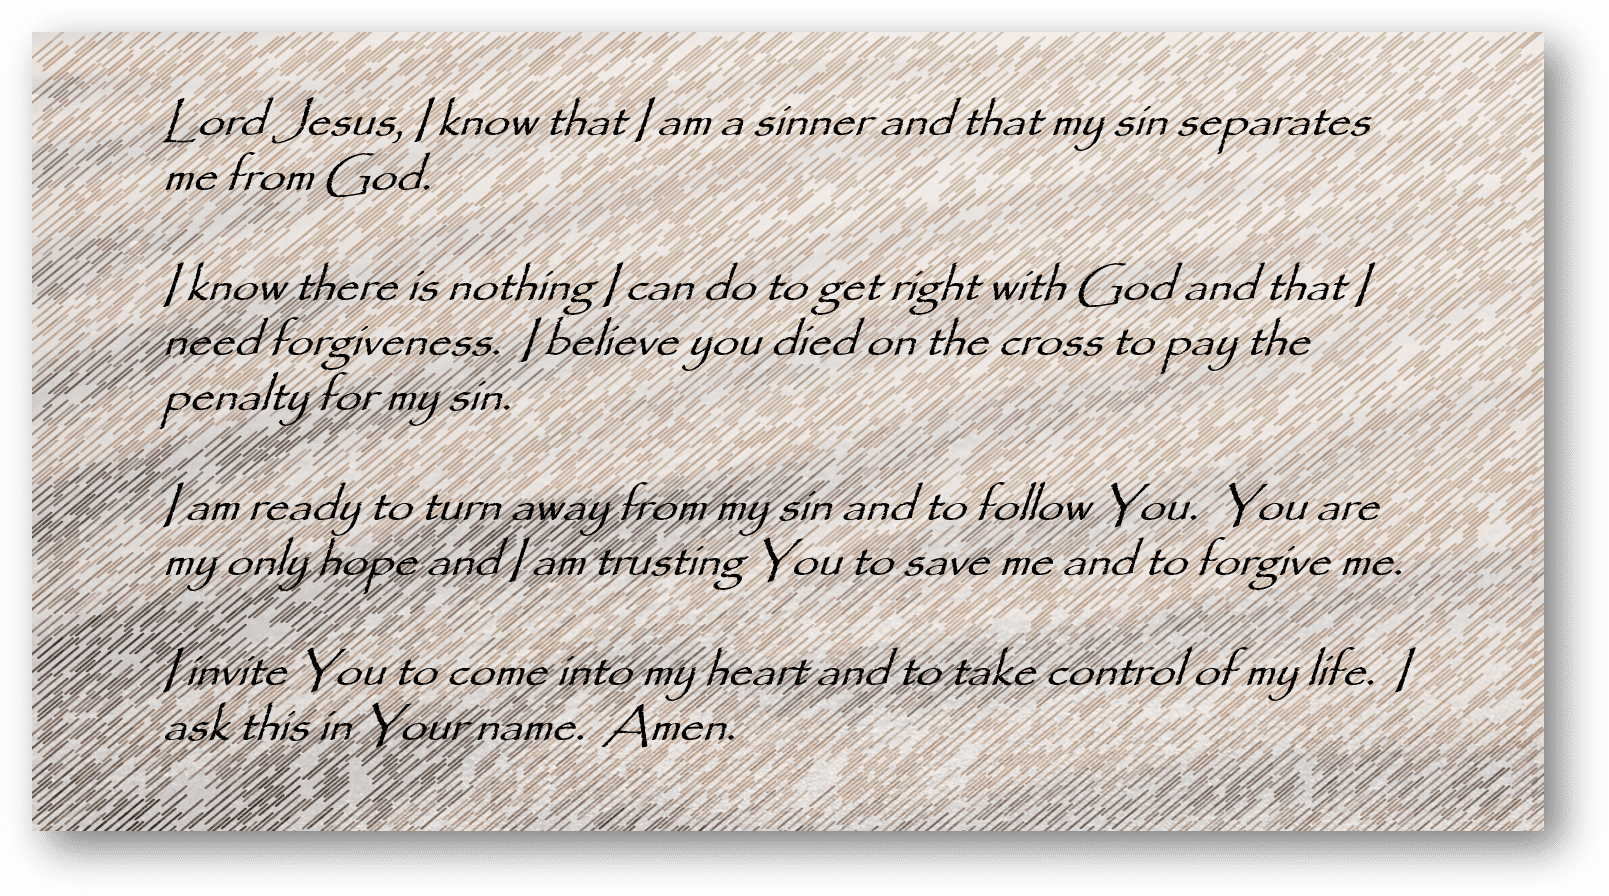 Lord Jesus, I know that I am a sinner and that my sin separates
me from God.
I know there is nothing I can do to get right with God and that I
need forgiveness.  I believe you died on the cross to pay the
penalty for my sin.
I am ready to turn away from my sin and to follow You.  You are
my only hope and I am trusting You to save me and to forgive me.
I invite You to come into my heart and to take control of my life.  I
ask this in Your name.  Amen.